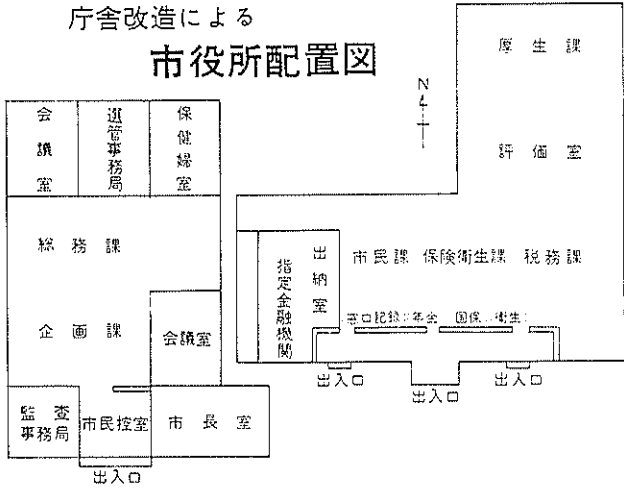 庁舎改造による
市役所配置図
N
厚生課
評価室
会議室
選管事務局
保健婦室
総務課
企画課
会議室
監査
事務局
市民控室
市長室
出入口
指定金融機関
出納室
市民課 保険衛生課 税務課
窓口記録 年金 国保 衛生
出入口
出入口
出入口